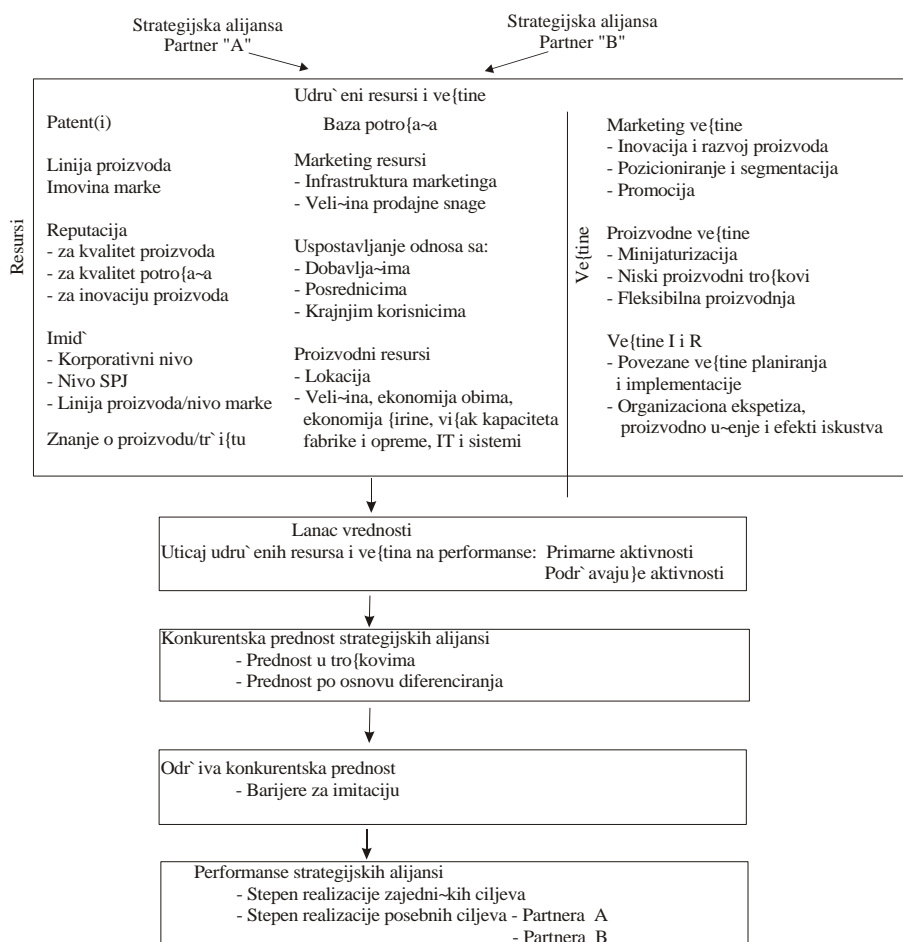 Strategijska alijansa
Partner "A"
Strategijska alijansa
Partner "B"
Udru` eni resursi i ve{tine
Resursi
Patent(i)
Linija proizvoda
Imovina marke
Reputacija
- za kvalitet proizvoda
- za kvalitet potro{a~a
- za inovaciju proizvoda
Imid`
- Korporativni nivo
- Nivo SPJ
- Linija proizvoda/nivo marke
Znanje o proizvodu/tr` i{tu
Baza potro{a~a
Marketing resursi
- Infrastruktura marketinga
- Veli~ina prodajne snage
Uspostavljanje odnosa sa:
- Dobavlja~ima
- Posrednicima
- Krajnjim korisnicima
Proizvodni resursi
- Lokacija
- Veli~ina, ekonomija obima,
ekonomija {irine, vi{ak kapaciteta
fabrike i opreme, IT i sistemi
Ve{tine
Marketing ve{tine
- Inovacija i razvoj proizvoda
- Pozicioniranje i segmentacija
- Promocija
Proizvodne ve{tine
- Minijaturizacija
- Niski proizvodni tro{kovi
- Fleksibilna proizvodnja
Ve{tine I i R
- Povezane ve{tine planiranja
i implementacije
- Organizaciona ekspetiza,
proizvodno u~enje i efekti iskustva
Lanac vrednosti
Uticaj udru` enih resursa i ve{tina na performanse: Primarne aktivnosti
Podr` avaju}e aktivnosti
Konkurentska prednost strategijskih alijansi
- Prednost u tro{kovima
- Prednost po osnovu diferenciranja
Odr` iva konkurentska prednost
- Barijere za imitaciju
Performanse strategijskih alijansi
- Stepen realizacije zajedni~kih ciljeva
- Stepen realizacije posebnih ciljeva - Partnera A
- Partnera B